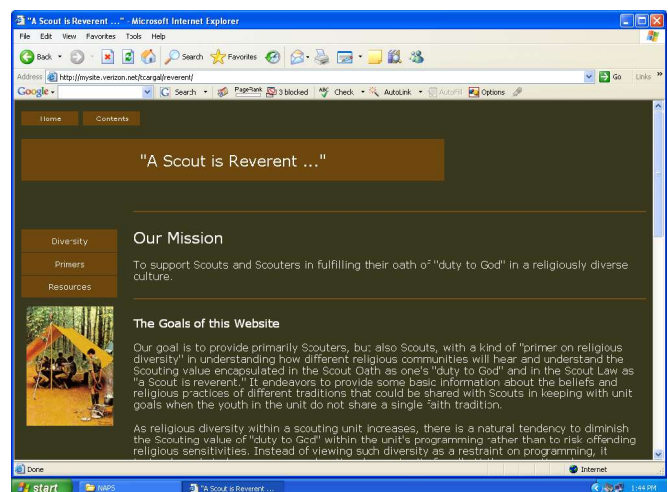 "A Scout is Reverent ..." - Microsoft Internet Explorer
File Edit View Favorites Tools Help
Back Search Favorites
Address http://mysite.verizon.net/tcargal/reverent/ Go Links »
Google Search PageRank 3 blocked Check AutoLink AutoFill Options
Home Contents
"A Scout is Reverent ..."
Diversity
Primers
Resources
Our Mission
To support Scouts and Scouters in fulfilling their oath of "duty to God" in a religiously diverse
culture.
The Goals of this Website
Our goal is to provide primarily Scouters, but also Scouts, with a kind of "primer on religious
diversity" in understanding how different religious communities will hear and understand the
Scouting value encapsulated in the Scout Oath as one's "duty to God" and in the Scout Law as
"a Scout is reverent." It endeavors to provide some basic information about the beliefs and
religious practices of different traditions that could be shared with Scouts in keeping with unit
goals when the youth in the unit do not share a single faith tradition.
As religious diversity within a scouting unit increases, there is a natural tendency to diminish
the Scouting value of "duty to God" within the unit's programming rather than to risk offending
religious sensitivities. Instead of viewing such diversity as a restraint on programming, it
Done Internet
start NAPS "A Scout is Reverent ... 1:44 PM